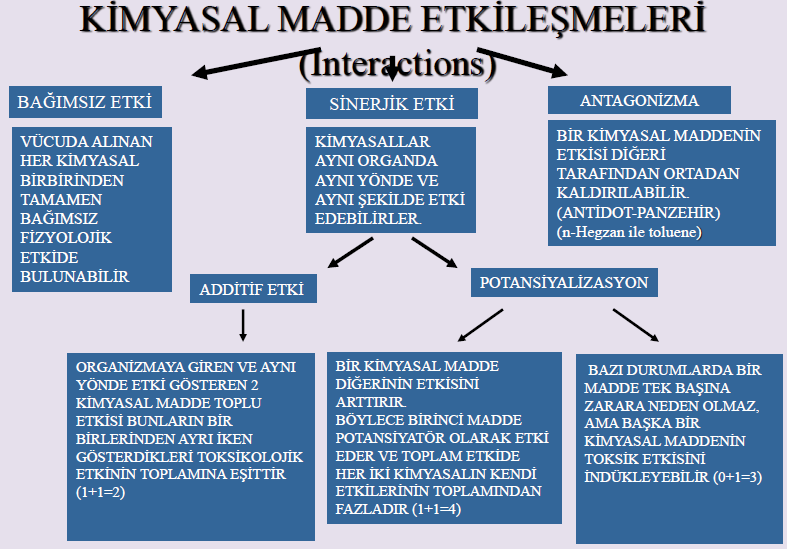 KİMYASAL MADDE ETKİLEŞMELERİ
(Interactions)
BAĞIMSIZ ETKİ
VÜCUDA ALINAN
HER KİMYASAL
BİRBİRİNDEN
TAMAMEN
BAĞIMSIZ
FİZYOLOJİK
ETKİDE
BULUNABİLİR
SİNERJİK ETKİ
KİMYASALLAR
AYNI ORGANDA
AYNI YÖNDE VE
AYNI ŞEKİLDE ETKİ
EDEBİLİRLER.
ANTAGONİZMA
BİR KİMYASAL MADDENİN
ETKİSİ DİĞERİ
TARAFINDAN ORTADAN
KALDIRILABİLİR.
(ANTİDOT-PANZEHİR)
(n-Hegzan ile toluene)
ADDİTİF ETKİ
POTANSİYALİZASYON
ORGANİZMAYA GİREN VE AYNI
YÖNDE ETKİ GÖSTEREN 2
KİMYASAL MADDE TOPLU
ETKİSİ BUNLARIN BİR
BİRLERİNDEN AYRI İKEN
GÖSTERDİKLERİ TOKSİKOLOJİK
ETKİNİN TOPLAMINA EŞİTTİR
(1+1=2)
BİR KİMYASAL MADDE
DİĞERİNİN ETKİSİNİ
ARTTIRIR.
BÖYLECE BİRİNCİ MADDE
POTANSİYATÖR OLARAK ETKİ
EDER VE TOPLAM ETKİDE
HER İKİ KİMYASALIN KENDİ
ETKİLERİNİN TOPLAMINDAN
FAZLADIR (1+1=4)
BAZI DURUMLARDA BİR
MADDE TEK BAŞINA
ZARARA NEDEN OLMAZ,
AMA BAŞKA BİR
KİMYASAL MADDENİN
TOKSİK ETKİSİNİ
İNDÜKLEYEBİLİR (0+1=3)